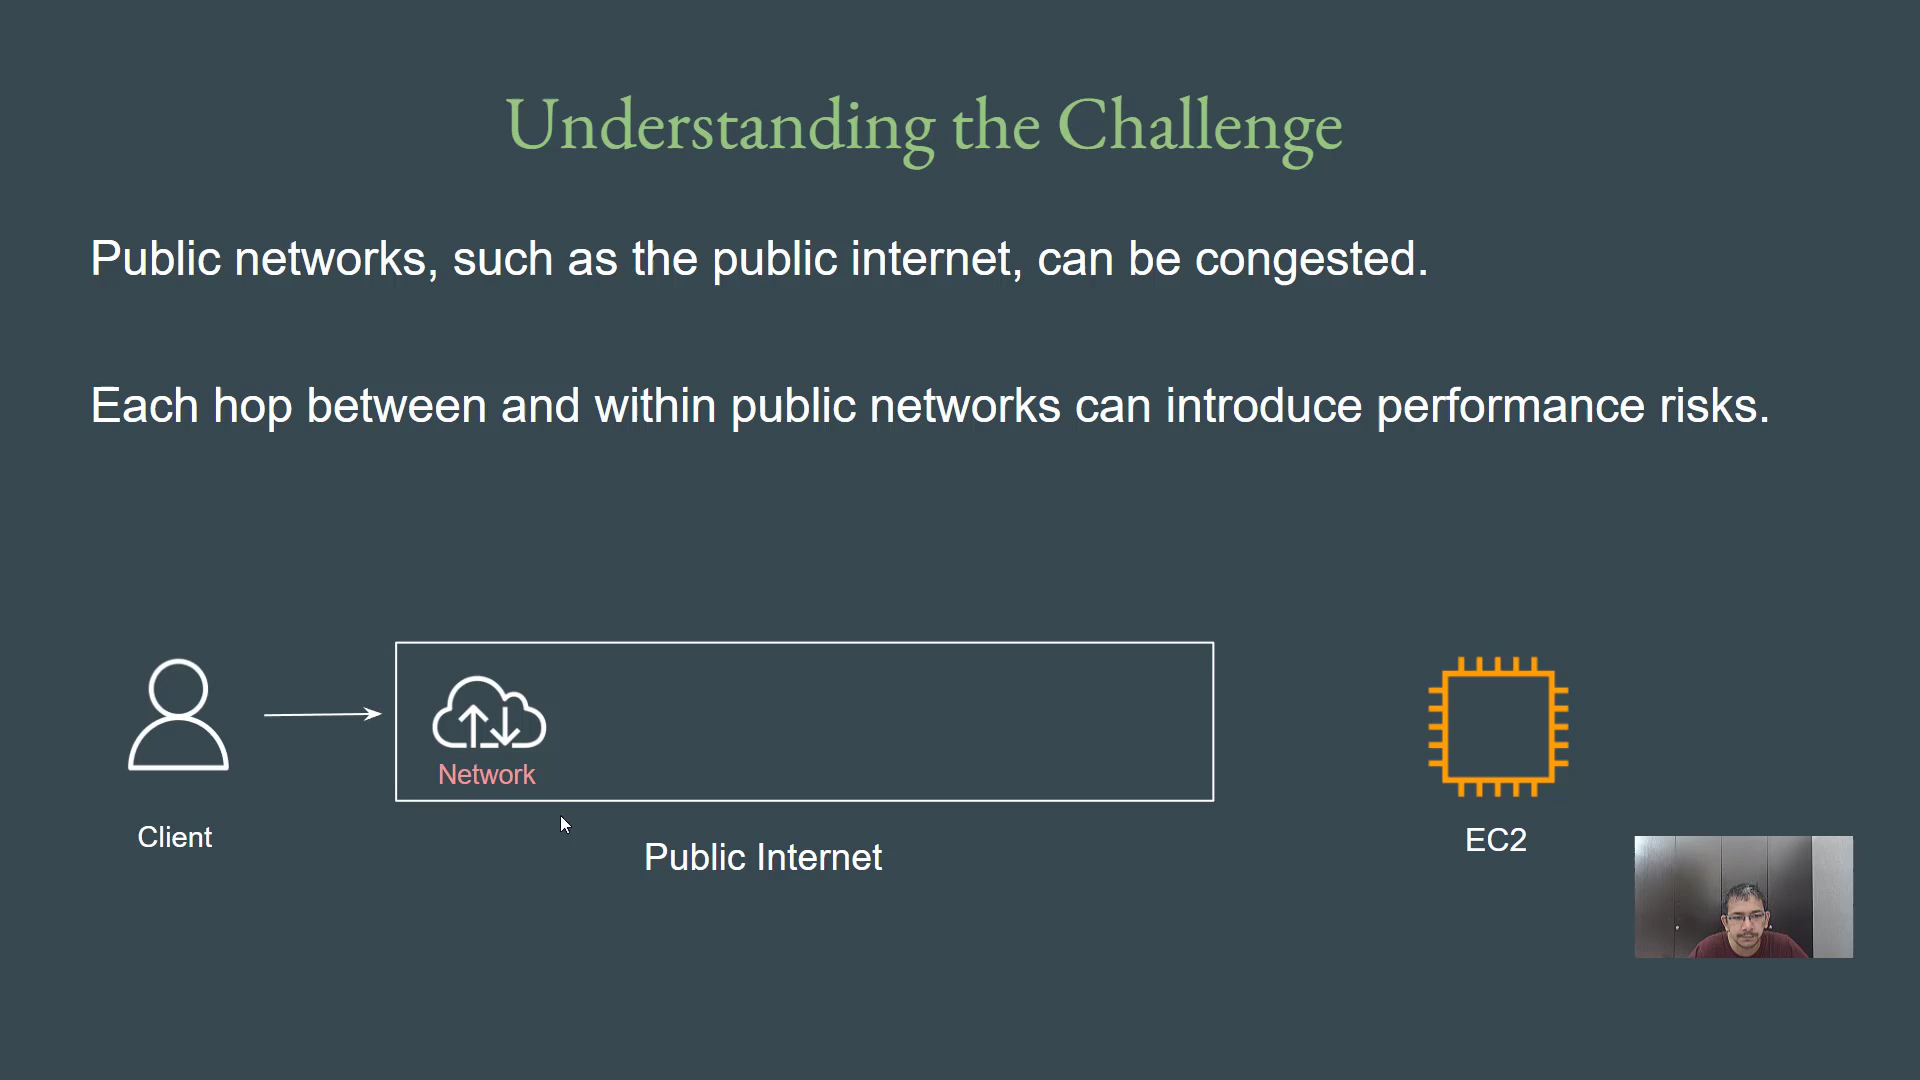 Understanding the Challenge
Public networks, such as the public internet, can be congested.
Each hop between and within public networks can introduce performance risks.
Network
Client
Public Internet
EC2